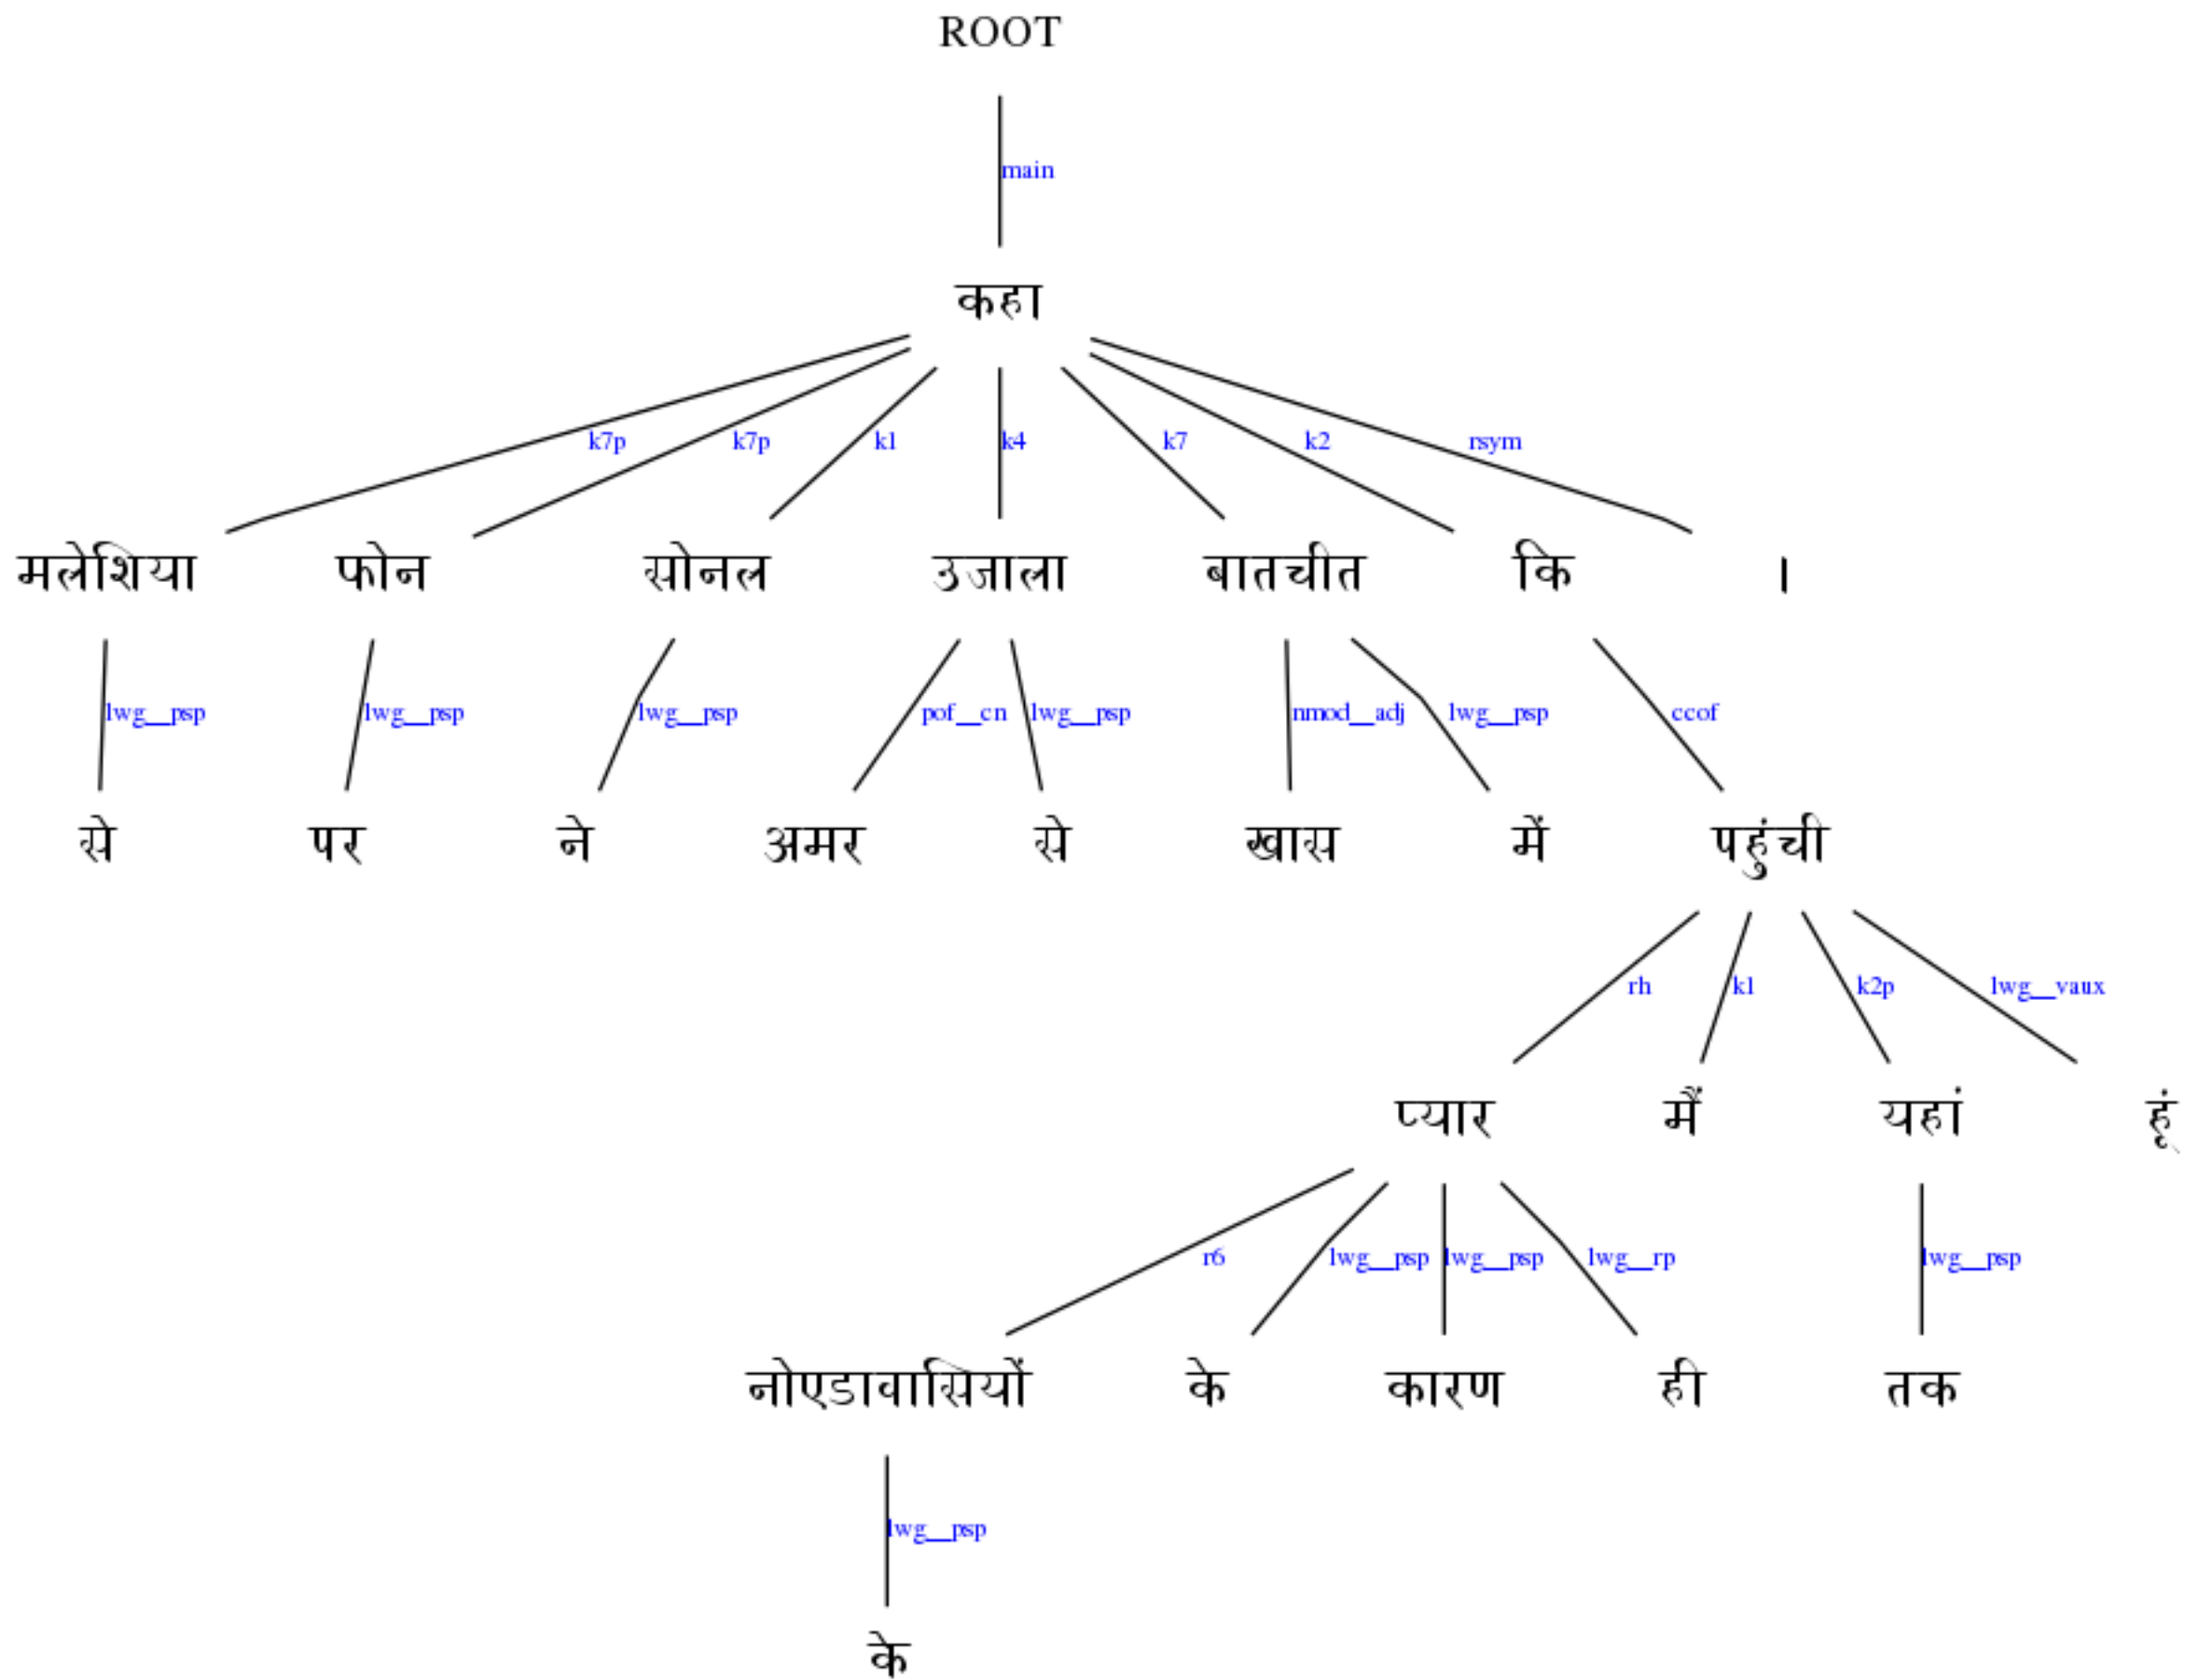 ROOT
main
कहा
k7p k7p k1 k4 k7 k2 rsym
मलेशिया फोन सोनल उजाला बातचीत कि ।
lwg__psp lwg__psp lwg__psp pof__cn lwg__psp nmod__adj lwg__psp ccof
से पर ने अमर से खास में पहुंची
rh k1 k2p lwg__vaux
प्यार मैं यहां हूं
r6 lwg__psp lwg__psp lwg__rp lwg__psp
नोएडावासियों के कारण ही तक
lwg__psp
के